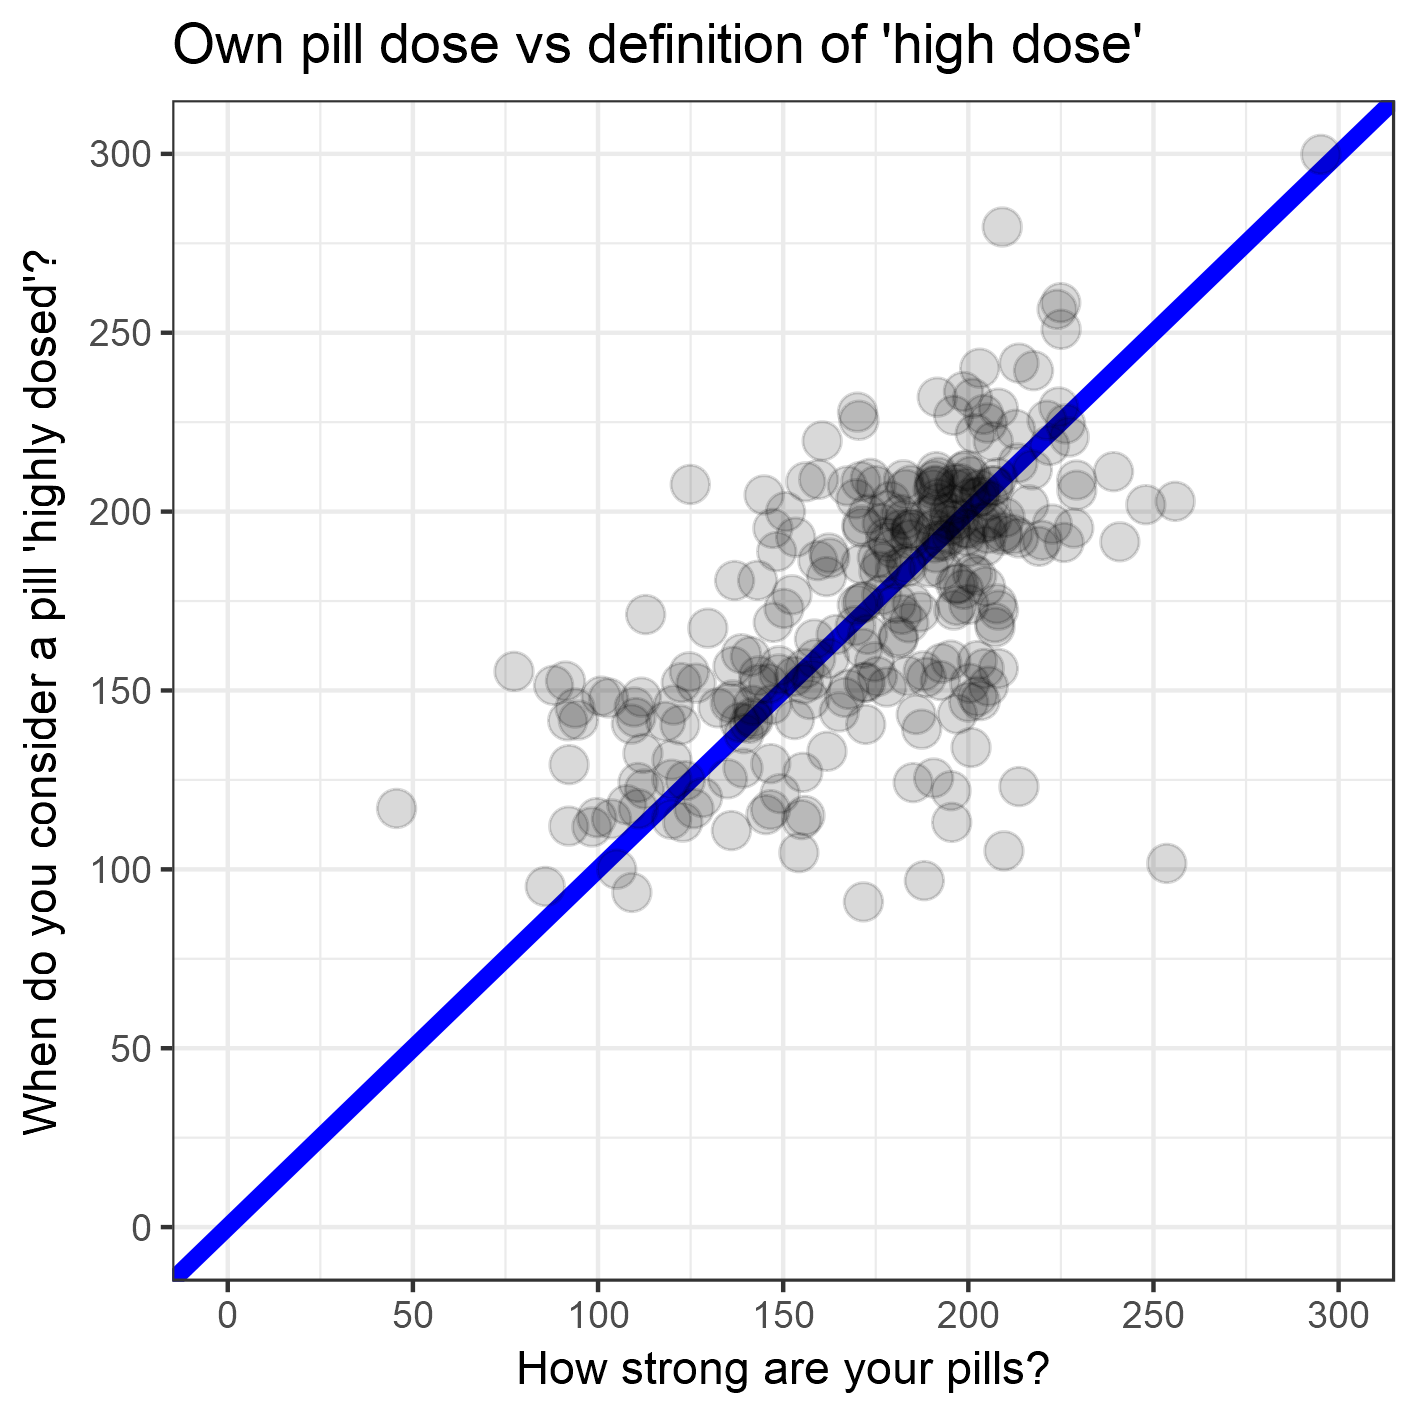 Own pill dose vs definition of 'high dose'
When do you consider a pill 'highly dosed'?
300
250
200
150
100
50
0
0 50 100 150 200 250 300
How strong are your pills?